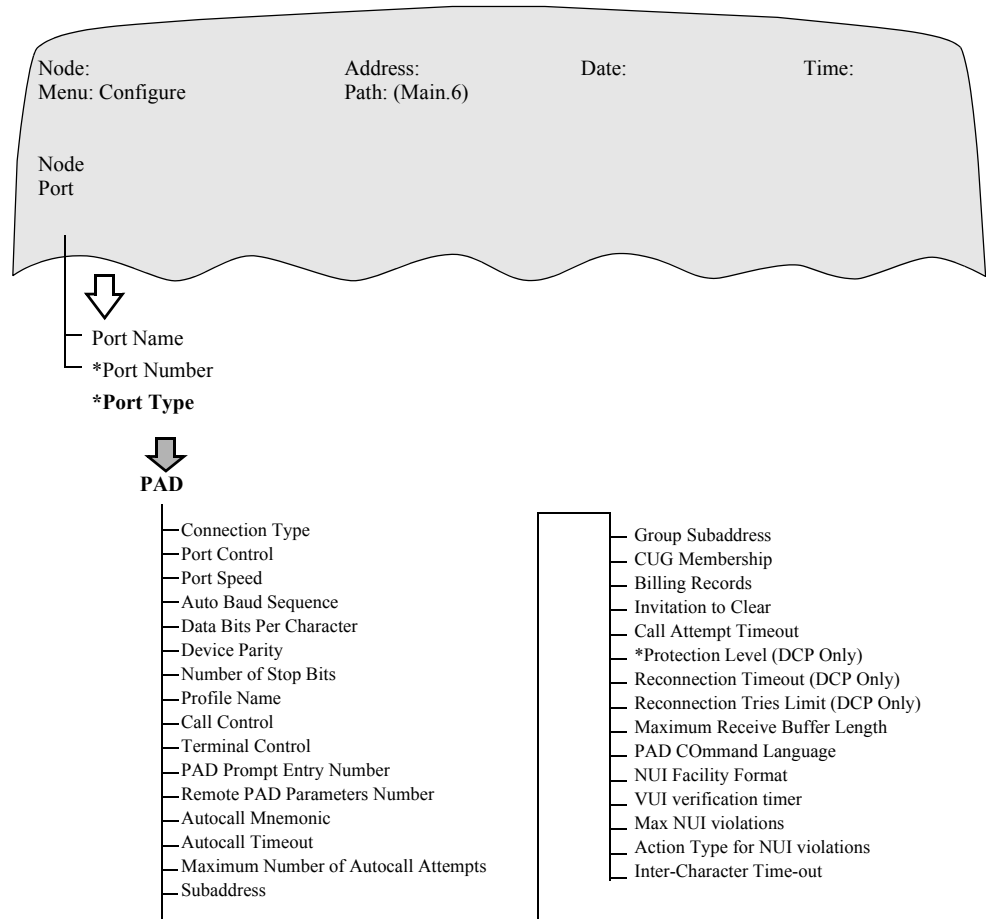 Node: Address: Date: Time:
Menu: Configure Path: (Main.6)
Node
Port
Port Name
*Port Number
*Port Type
PAD
Connection Type
Port Control
Port Speed
Auto Baud Sequence
Data Bits Per Character
Device Parity
Number of Stop Bits
Profile Name
Call Control
Terminal Control
PAD Prompt Entry Number
Remote PAD Parameters Number
Autocall Mnemonic
Autocall Timeout
Maximum Number of Autocall Attempts
Subaddress
Group Subaddress
CUG Membership
Billing Records
Invitation to Clear
Call Attempt Timeout
*Protection Level (DCP Only)
Reconnection Timeout (DCP Only)
Reconnection Tries Limit (DCP Only)
Maximum Receive Buffer Length
PAD COmmand Language
NUI Facility Format
VUI verification timer
Max NUI violations
Action Type for NUI violations
Inter-Character Time-out